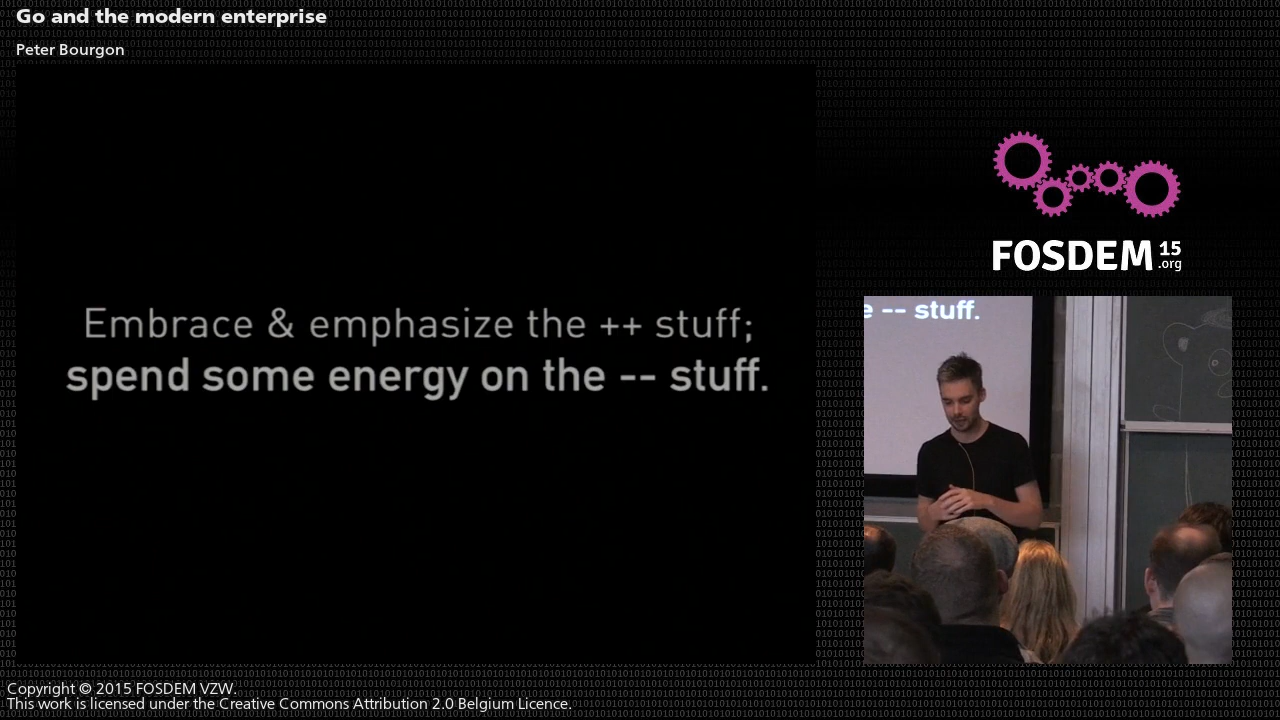 Go and the modern enterprise
Peter Bourgon
Embrace & emphasize the ++ stuff;
spend some energy on the -- stuff.
FOSDEM 15
.org
e -- stuff.
Copyright © 2015 FOSDEM VZW.
This work is licensed under the Creative Commons Attribution 2.0 Belgium Licence.